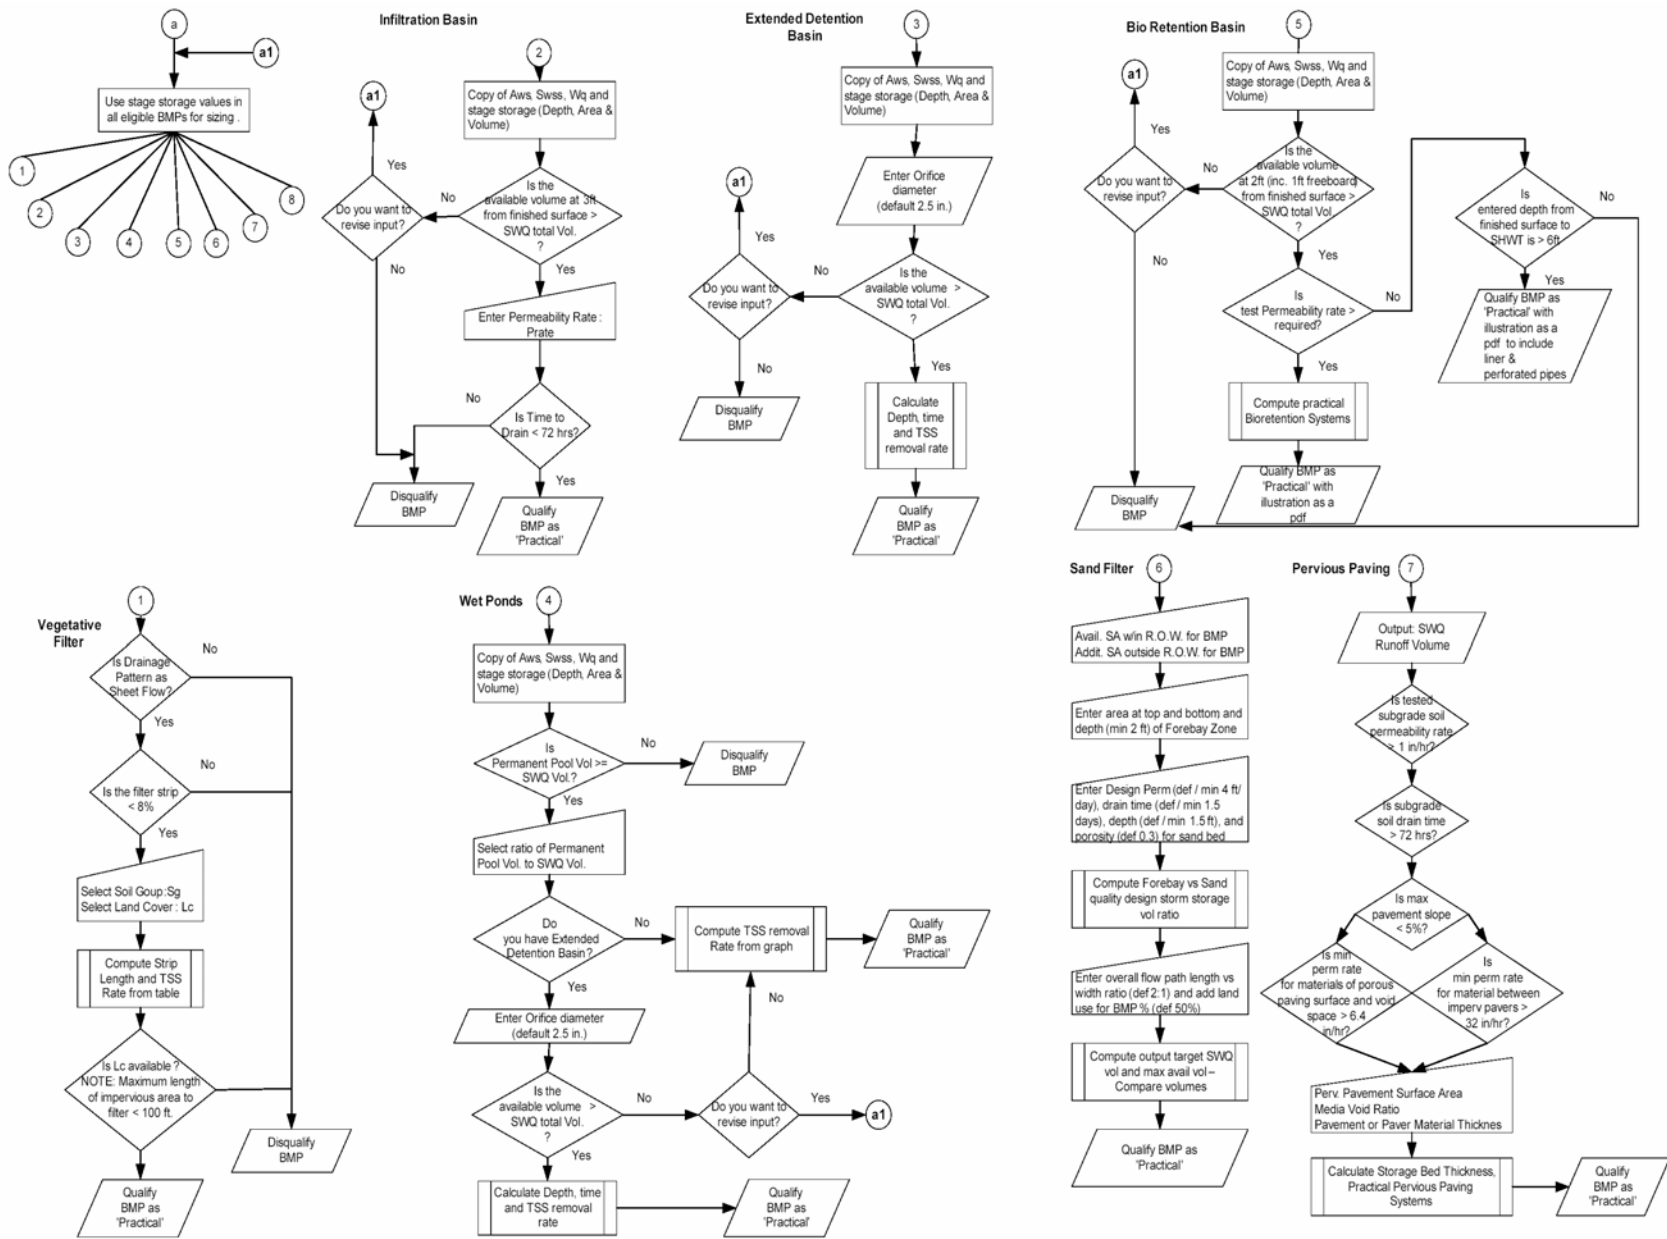 a
a1
Use stage storage values in
all eligible BMPs for sizing .
1
2
3
4
5
6
7
8
Infiltration Basin
2
Copy of Aws, Swss, Wq and
stage storage (Depth, Area &
Volume)
a1
Yes
Do you want to
revise input?
No
Is the
available volume at 3ft
from finished surface >
SWQ total Vol.
?
No
Yes
Enter Permeability Rate :
Prate
No
Is Time to
Drain < 72 hrs?
Yes
Disqualify
BMP
Qualify
BMP as
'Practical'
Extended Detention
Basin
3
Copy of Aws, Swss, Wq and
stage storage (Depth, Area &
Volume)
Enter Orifice
diameter
(default 2.5 in.)
a1
Yes
Do you want to
revise input?
No
Is the
available volume >
SWQ total Vol.
?
No
Yes
Disqualify
BMP
Calculate
Depth, time
and TSS
removal rate
Qualify
BMP as
'Practical'
Bio Retention Basin
5
Copy of Aws, Swss, Wq and
stage storage (Depth, Area &
Volume)
a1
Yes
Do you want to
revise input?
No
Is the
available volume
at 2ft (inc. 1ft freeboard)
from finished surface >
SWQ total Vol.
?
No
Yes
Is
test Permeability rate >
required?
No
Yes
Is
entered depth from
finished surface to
SHWT is > 6ft
No
Yes
Qualify BMP as
'Practical' with
illustration as a
pdf to include
liner &
perforated pipes
Compute practical
Bioretention Systems
Qualify BMP as
'Practical' with
illustration as a
pdf
Disqualify
BMP
Vegetative
Filter
1
Is Drainage
Pattern as
Sheet Flow?
No
Yes
Is the filter strip
< 8%
No
Yes
Select Soil Goup :Sg
Select Land Cover : Lc
Compute Strip
Length and TSS
Rate from table
Is Lc available ?
NOTE: Maximum length
of impervious area to
filter < 100 ft.
Disqualify
BMP
Qualify
BMP as
'Practical'
Wet Ponds
4
Copy of Aws, Swss, Wq and
stage storage (Depth, Area &
Volume)
Is
Permanent Pool Vol >=
SWQ Vol.?
No
Disqualify
BMP
Yes
Select ratio of Permanent
Pool Vol. to SWQ Vol.
Do
you have Extended
Detention Basin?
No
Compute TSS removal
Rate from graph
Qualify
BMP as
'Practical'
Yes
Enter Orifice diameter
(default 2.5 in.)
No
Is the
available volume >
SWQ total Vol.
?
No
Do you want to
revise input?
Yes
a1
Yes
Calculate Depth, time
and TSS removal
rate
Qualify
BMP as
'Practical'
Sand Filter
6
Avail. SA w/in R.O.W. for BMP
Addit. SA outside R.O.W. for BMP
Enter area at top and bottom and
depth (min 2 ft) of Forebay Zone
Enter Design Perm (def / min 4 ft/
day), drain time (def / min 1.5
days), depth (def / min 1.5 ft), and
porosity (def 0.3) for sand bed
Compute Forebay vs Sand
quality design storm storage
vol ratio
Enter overall flow path length vs
width ratio (def 2:1) and add land
use for BMP % (def 50%)
Compute output target SWQ
vol and max avail vol –
Compare volumes
Qualify BMP as
'Practical'
Pervious Paving
7
Output: SWQ
Runoff Volume
Is tested
subgrade soil
permeability rate
> 1 in/hr?
Is subgrade
soil drain time
> 72 hrs?
Is max
pavement slope
< 5%?
Is min
perm rate
for materials of porous
paving surface and void
space > 6.4
in/hr?
Is
min perm rate
for material between
imperv pavers >
32 in/hr?
Perv. Pavement Surface Area
Media Void Ratio
Pavement or Paver Material Thicknes
Calculate Storage Bed Thickness,
Practical Pervious Paving
Systems
Qualify
BMP as
'Practical'